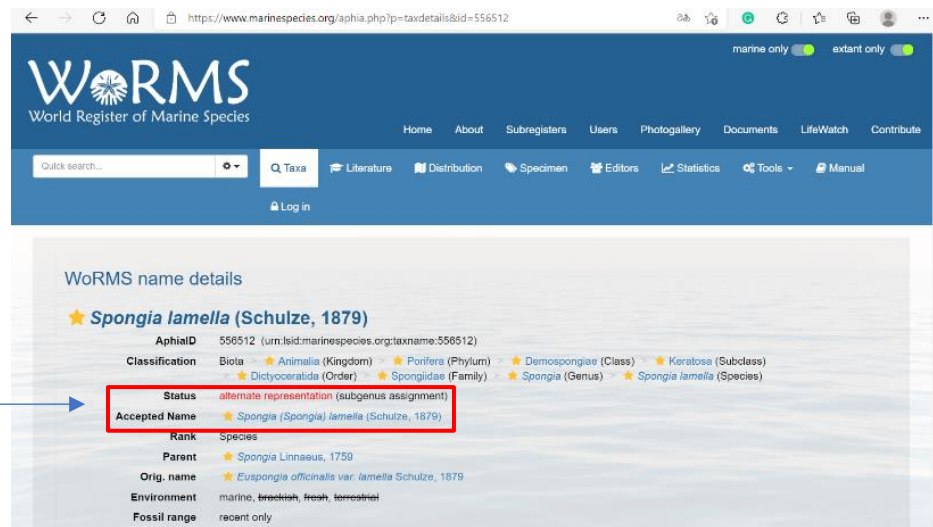 https://www.marinespecies.org/aphia.php?p=taxdetails&id=556512
marine only extant only
WoRMS
World Register of Marine Species
Home About Subregisters Users Photogallery Documents LifeWatch Contribute
Quick search... Taxa Literature Distribution Specimen Editors Statistics Tools Manual
Log in
WoRMS name details
Spongia lamella (Schulze, 1879)
AphiaID 556512 (urn:lsid:marinespecies.org:taxname:556512)
Classification Biota > Animalia (Kingdom) > Porifera (Phylum) > Demospongiae (Class) > Keratosa (Subclass)
> Dictyoceratida (Order) > Spongiidae (Family) > Spongia (Genus) > Spongia lamella (Species)
Status alternate representation (subgenus assignment)
Accepted Name Spongia (Spongia) lamella (Schulze, 1879)
Rank Species
Parent Spongia Linnaeus, 1759
Orig. name Euspongia officinalis var. lamella Schulze, 1879
Environment marine, brackish, fresh, terrestrial
Fossil range recent only